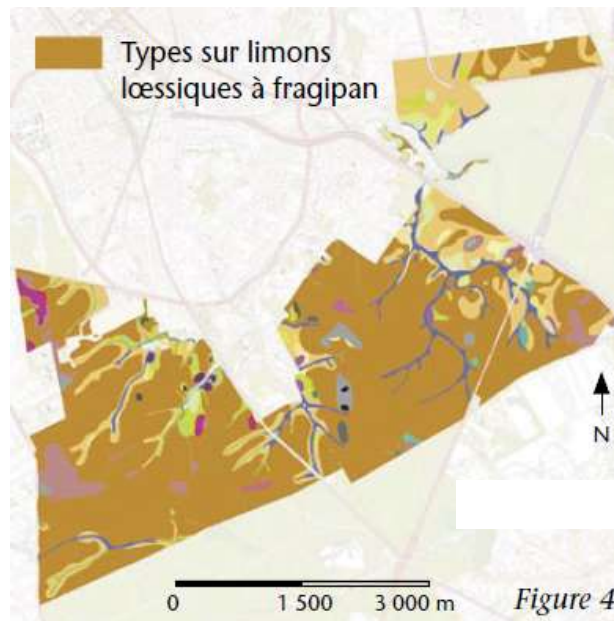 Types sur limons
lœssiques à fragipan
N
0 1 500 3 000 m
Figure 4